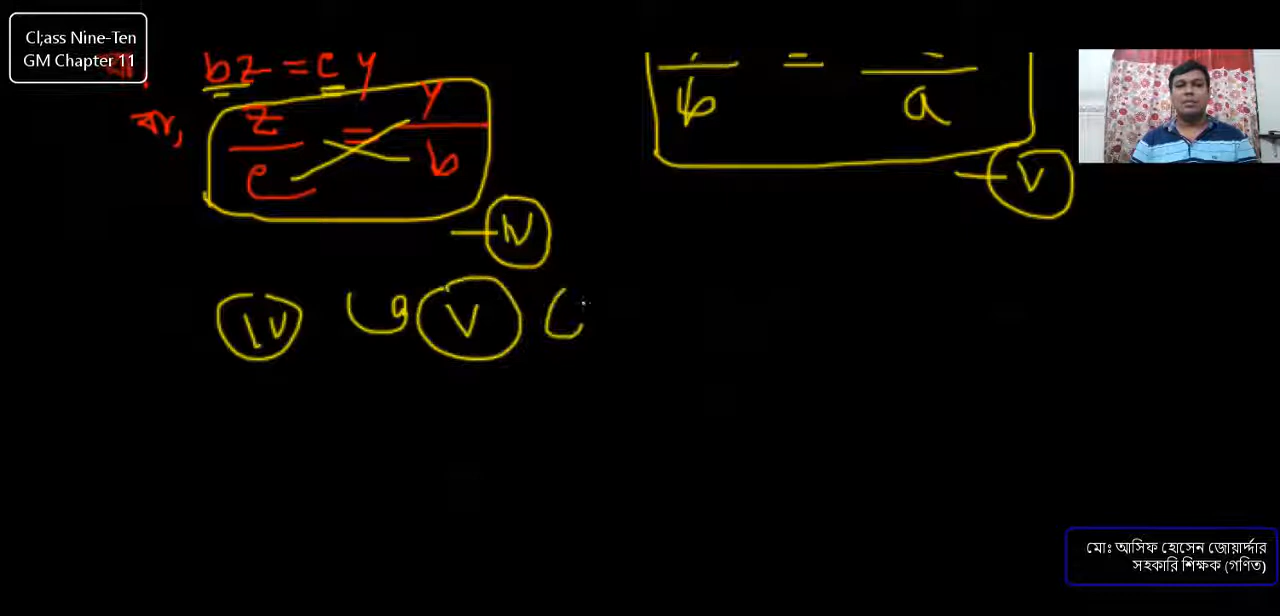 Cl;ass Nine-Ten
GM Chapter 11
বা, bz = cy
বা, z/c = y/b
— iv
b = a
— v
iv ও v
মোঃ আসিফ হোসেন জোয়ার্দ্দার
সহকারি শিক্ষক (গণিত)